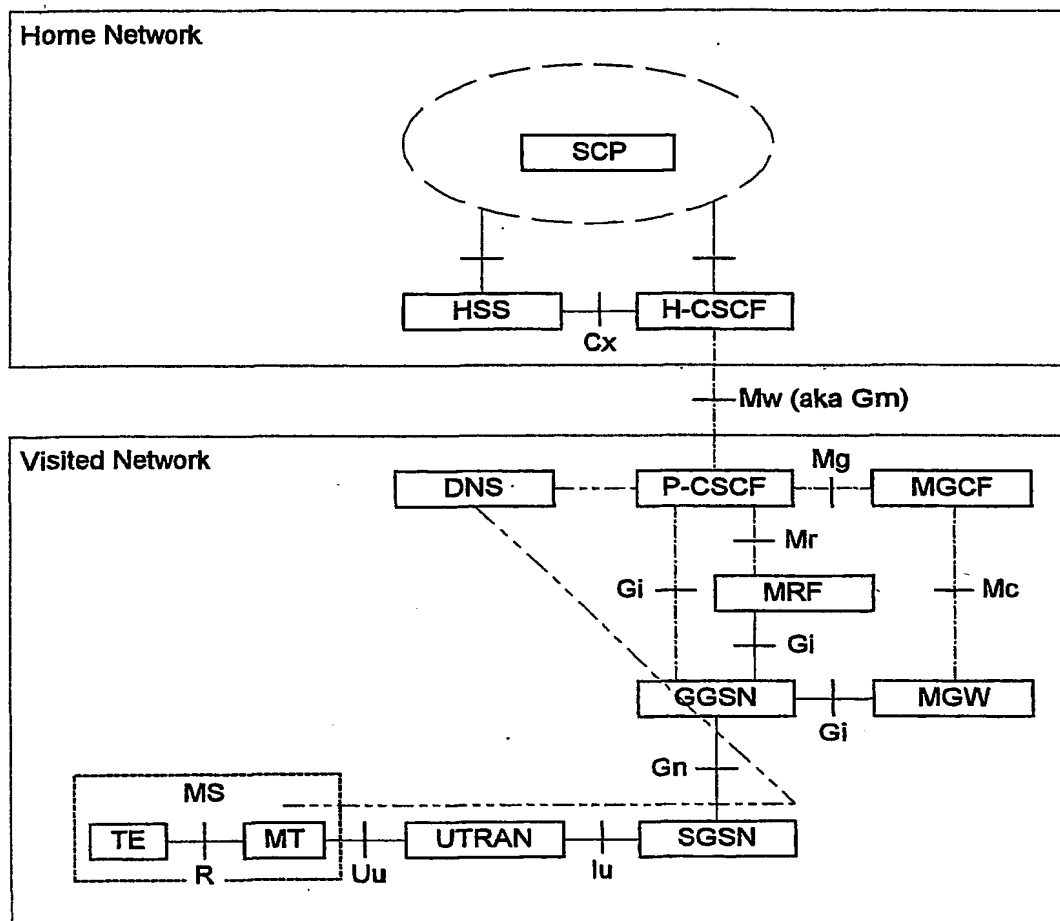 Home Network
SCP
HSS
H-CSCF
Cx
Mw (aka Gm)
Visited Network
DNS
P-CSCF
Mg
MGCF
Mr
Gi
MRF
Mc
Gi
GGSN
MGW
Gi
Gn
MS
TE
MT
UTRAN
SGSN
R
Uu
Iu